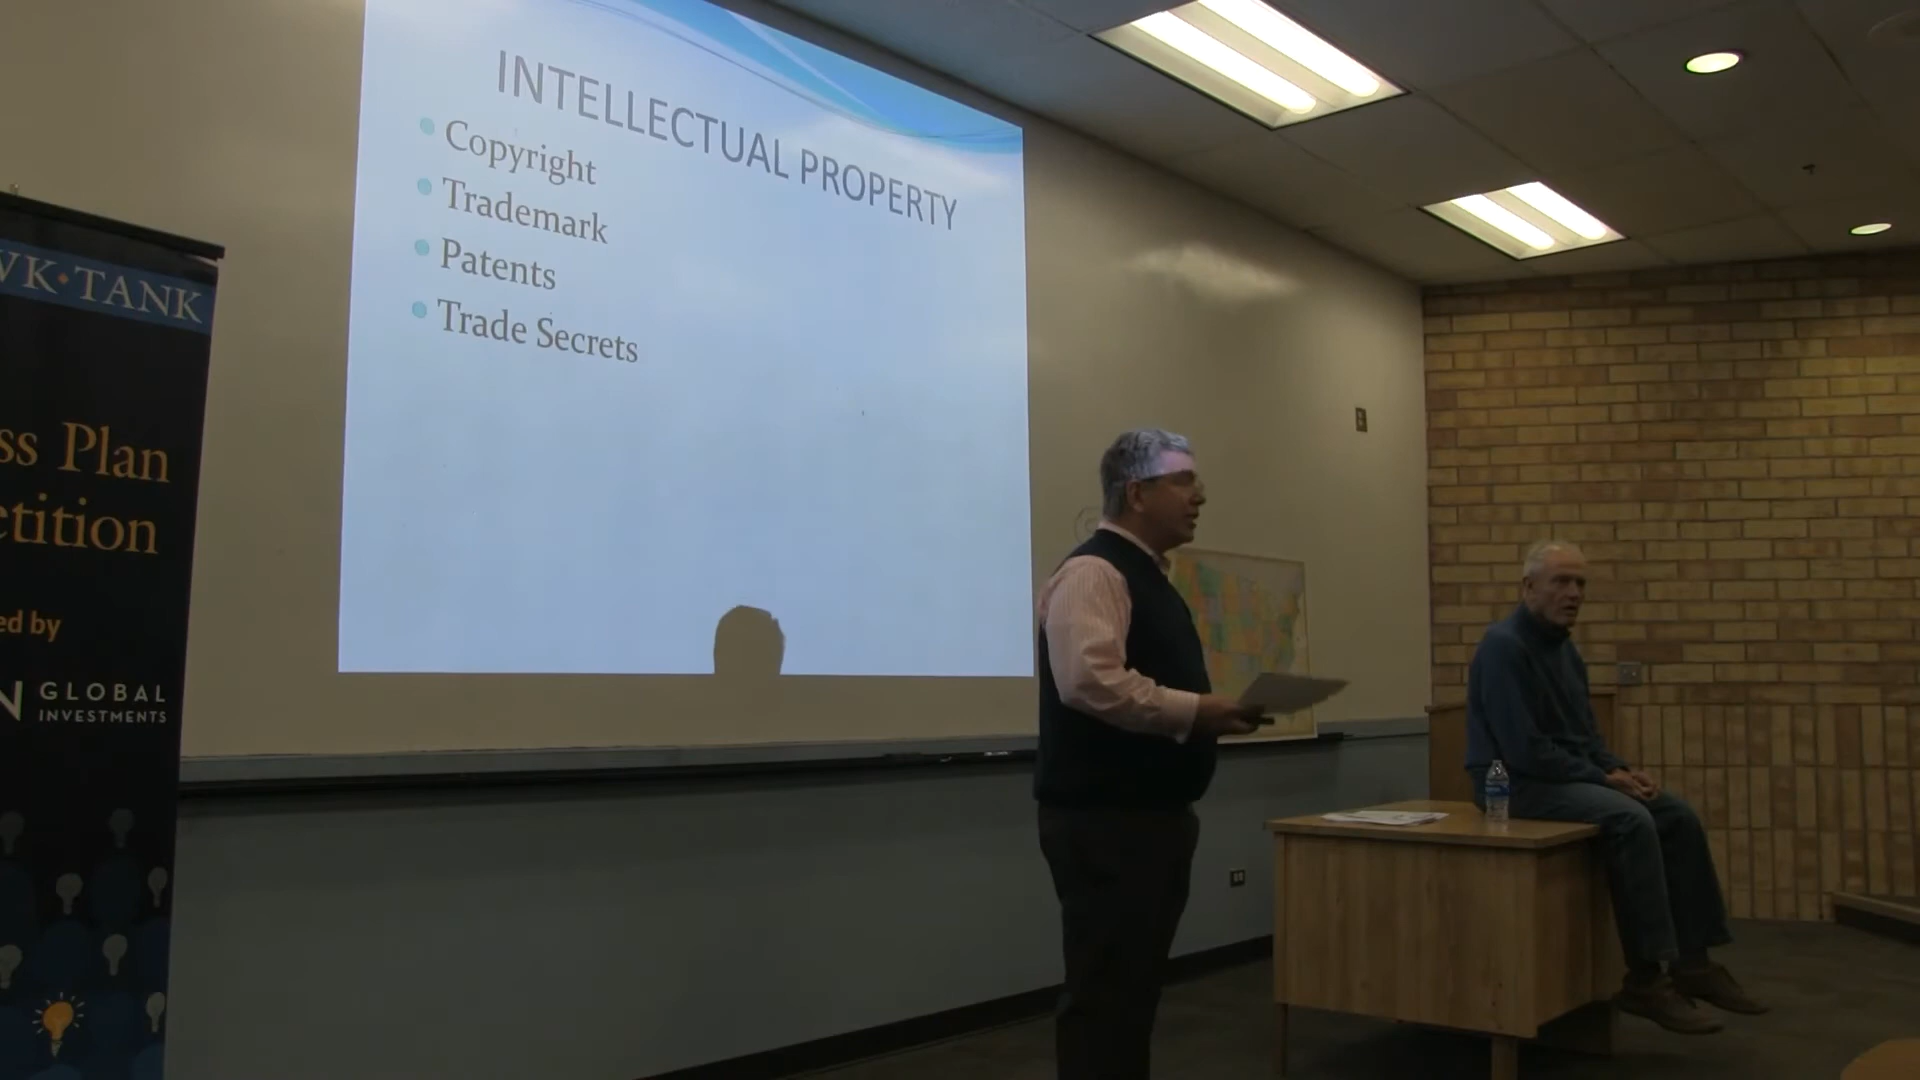 INTELLECTUAL PROPERTY
Copyright
Trademark
Patents
Trade Secrets
WK·TANK
ss Plan
etition
ed by
N GLOBAL
INVESTMENTS